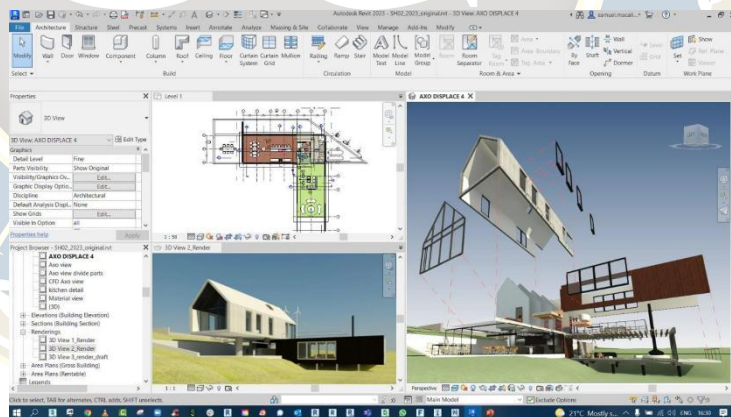 Autodesk Revit 2023 - SH02_2023_original.rvt - 3D View: AXO DISPLACE 4
File Architecture Structure Steel Precast Systems Insert Annotate Analyze Massing & Site Collaborate View Manage Add-Ins Modify
Modify Wall Door Window Component Column Roof Ceiling Floor Curtain System Curtain Grid Mullion Railing Ramp Stair Model Text Model Line Model Group Room Room Separator Tag Room Area Area Boundary Tag Area By Face Shaft Wall Vertical Dormer Level Grid Set Show Ref Plane Viewer
Select Build Circulation Model Room & Area Opening Datum Work Plane
Properties
3D View
3D View: AXO DISPLACE 4 Edit Type
Graphics
Detail Level Fine
Parts Visibility Show Original
Visibility/Graphics Ov... Edit...
Graphic Display Optio... Edit...
Discipline Architectural
Default Analysis Displ... None
Show Grids Edit...
Visible In Option all
Properties help Apply
Project Browser - SH02_2023_original.rvt
AXO DISPLACE 4
Axo view
Axo view divide parts
CFD Axo view
kitchen detail
Material view
{3D}
Elevations (Building Elevation)
Sections (Building Section)
Renderings
3D View 1_Render
3D View 2_Render
3D View 3_render_draft
Area Plans (Gross Building)
Area Plans (Rentable)
Legends
Level 1
1 : 50
3D View 2_Render
1 : 1
AXO DISPLACE 4
Perspective
Click to select, TAB for alternates, CTRL adds, SHIFT unselects.
Main Model
Exclude Options
21°C Mostly s...
ENG 16:30